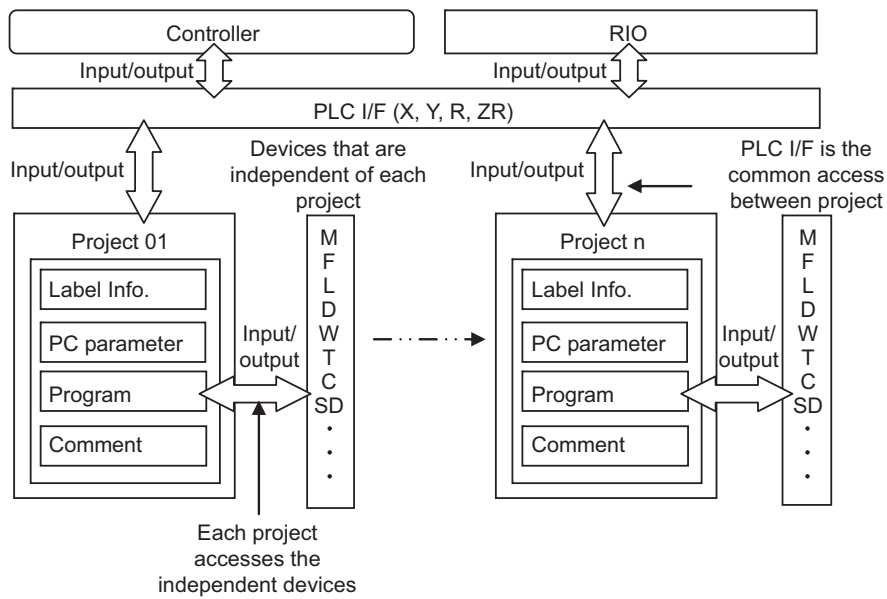 Controller
RIO
Input/output
Input/output
PLC I/F (X, Y, R, ZR)
Input/output
Devices that are
independent of each
project
Input/output
PLC I/F is the
common access
between project
Project 01
Label Info.
PC parameter
Program
Comment
Input/
output
M
F
L
D
W
T
C
SD
Project n
Label Info.
PC parameter
Program
Comment
Input/
output
M
F
L
D
W
T
C
SD
Each project
accesses the
independent devices